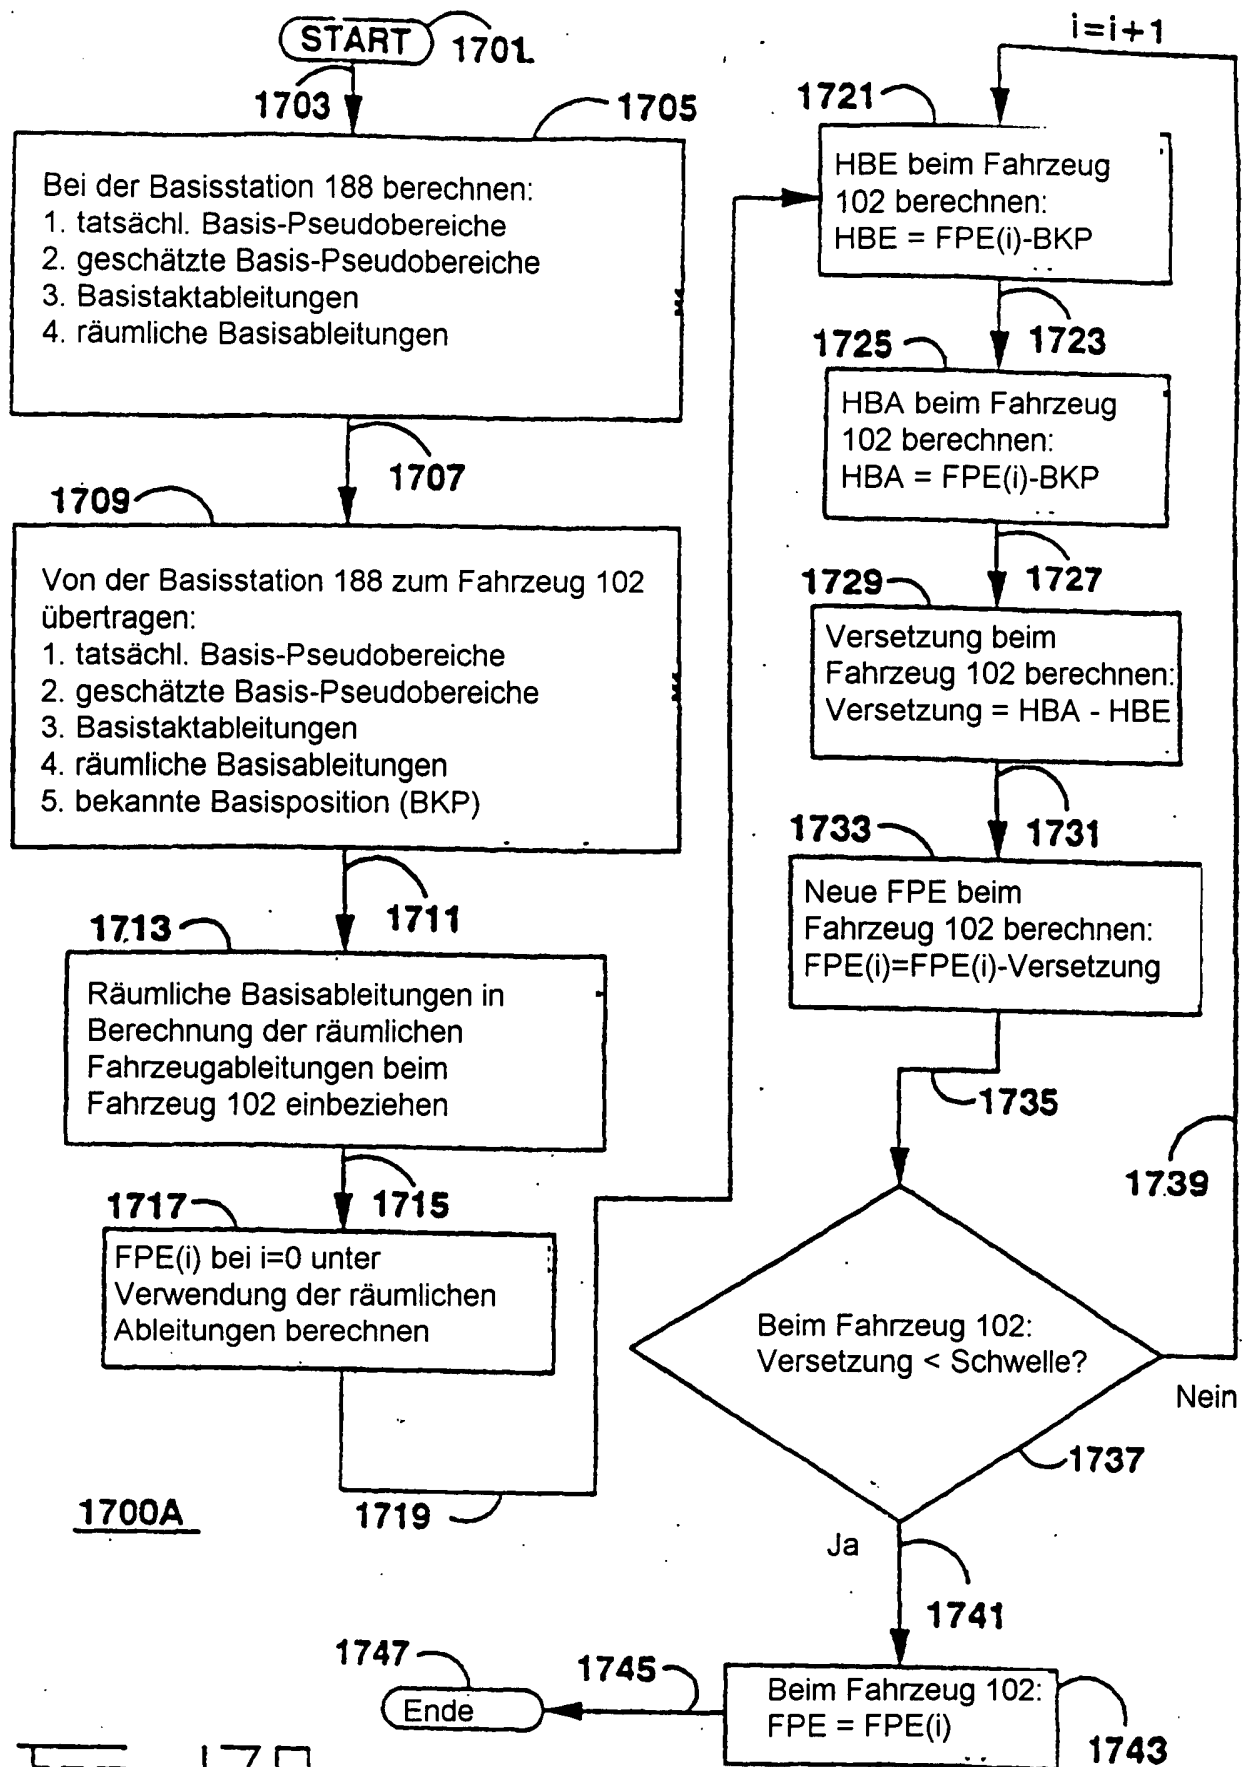 START
1701
1703
1705
Bei der Basisstation 188 berechnen:
1. tatsächl. Basis-Pseudobereiche
2. geschätzte Basis-Pseudobereiche
3. Basistaktableitungen
4. räumliche Basisableitungen
1707
1709
Von der Basisstation 188 zum Fahrzeug 102
übertragen:
1. tatsächl. Basis-Pseudobereiche
2. geschätzte Basis-Pseudobereiche
3. Basistaktableitungen
4. räumliche Basisableitungen
5. bekannte Basisposition (BKP)
1711
1713
Räumliche Basisableitungen in
Berechnung der räumlichen
Fahrzeugableitungen beim
Fahrzeug 102 einbeziehen
1715
1717
FPE(i) bei i=0 unter
Verwendung der räumlichen
Ableitungen berechnen
1719
1700A
i=i+1
1721
HBE beim Fahrzeug
102 berechnen:
HBE = FPE(i)-BKP
1723
1725
HBA beim Fahrzeug
102 berechnen:
HBA = FPE(i)-BKP
1727
1729
Versetzung beim
Fahrzeug 102 berechnen:
Versetzung = HBA - HBE
1731
1733
Neue FPE beim
Fahrzeug 102 berechnen:
FPE(i)=FPE(i)-Versetzung
1735
1739
Beim Fahrzeug 102:
Versetzung < Schwelle?
Nein
1737
Ja
1741
1747
1745
Ende
Beim Fahrzeug 102:
FPE = FPE(i)
1743